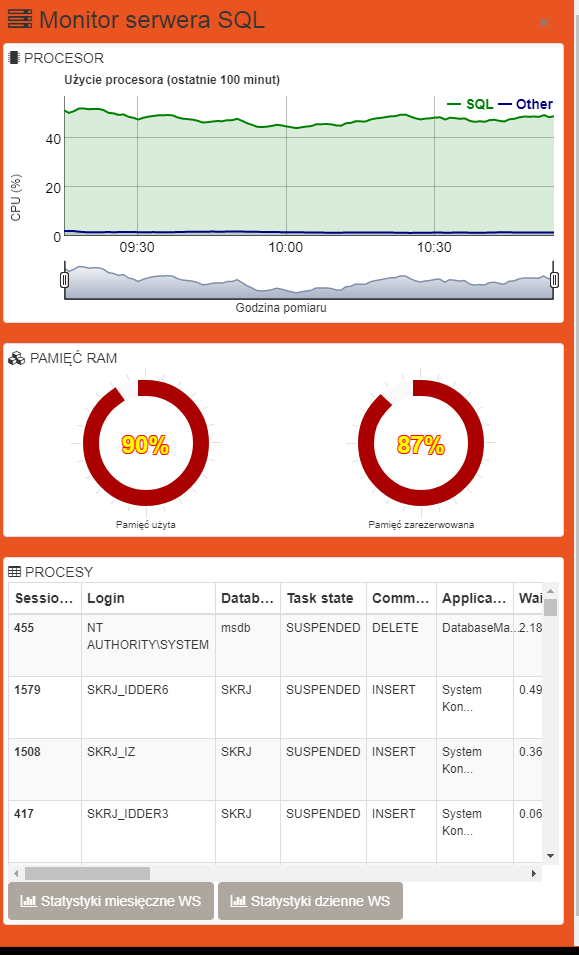 Monitor serwera SQL ×
PROCESOR
Użycie procesora (ostatnie 100 minut)
SQL Other
40
20
0
CPU (%)
09:30 10:00 10:30
Godzina pomiaru
PAMIĘĆ RAM
90% 87%
Pamięć użyta Pamięć zarezerwowana
PROCESY
Sessio... Login Datab... Task state Comm... Applica... Wai
455 NT msdb SUSPENDED DELETE DatabaseMa... 2.18
AUTHORITY\SYSTEM
1579 SKRJ_IDDER6 SKRJ SUSPENDED INSERT System 0.49
Kon...
1508 SKRJ_IZ SKRJ SUSPENDED INSERT System 0.36
Kon...
417 SKRJ_IDDER3 SKRJ SUSPENDED INSERT System 0.06
Kon...
Statystyki miesięczne WS Statystyki dzienne WS